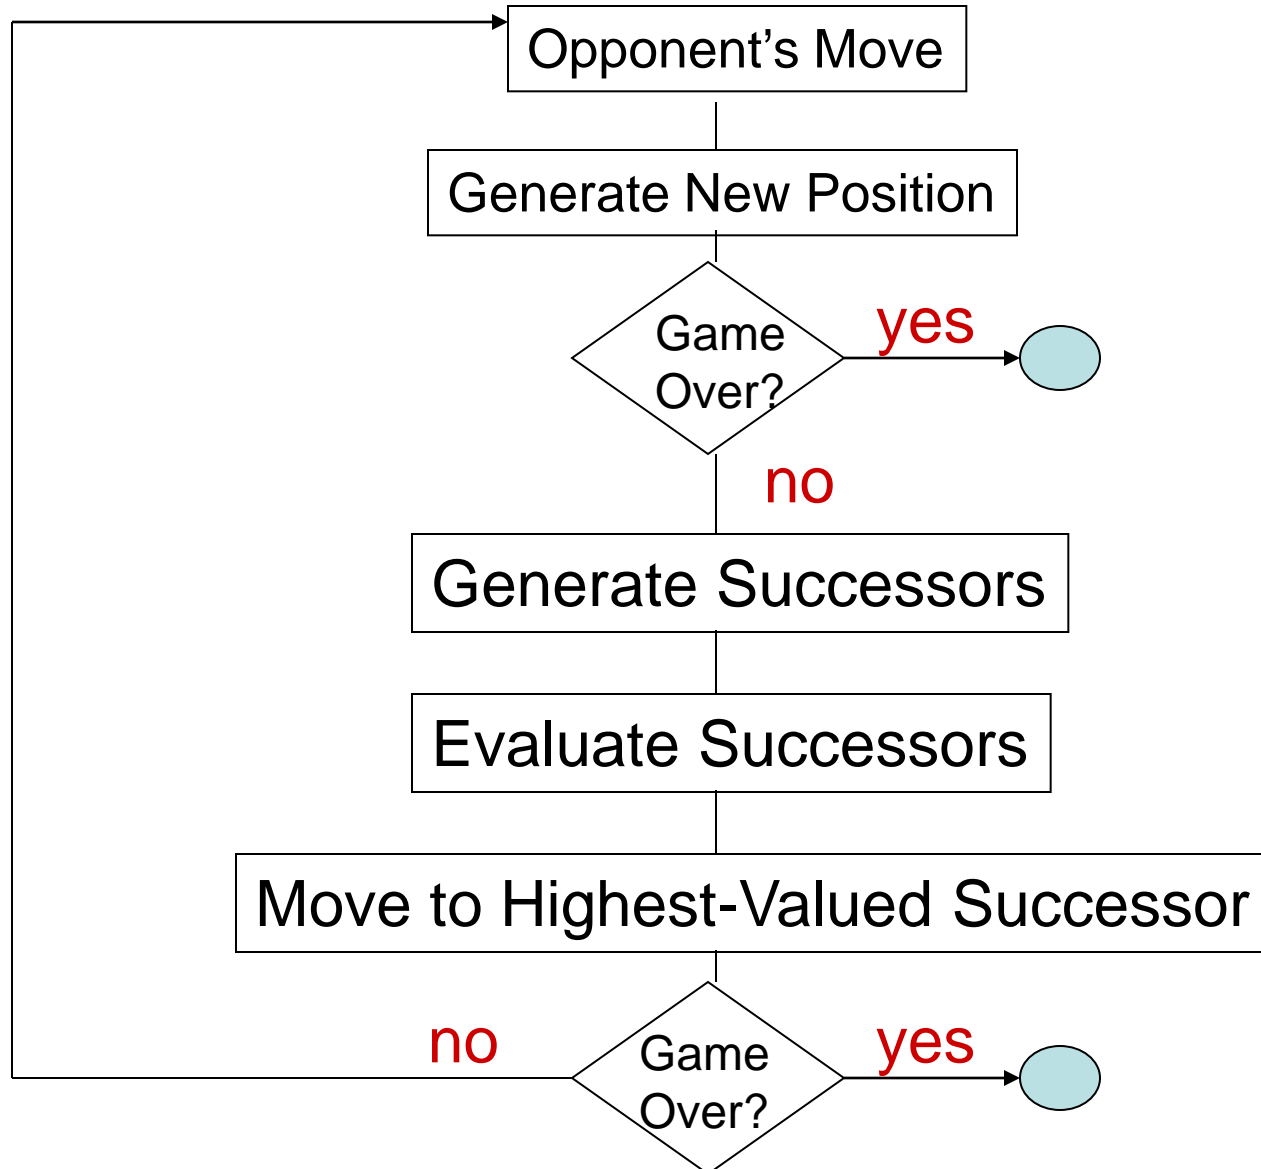 Opponent’s Move
Generate New Position
Game
Over?
yes
no
Generate Successors
Evaluate Successors
Move to Highest-Valued Successor
no
Game
Over?
yes